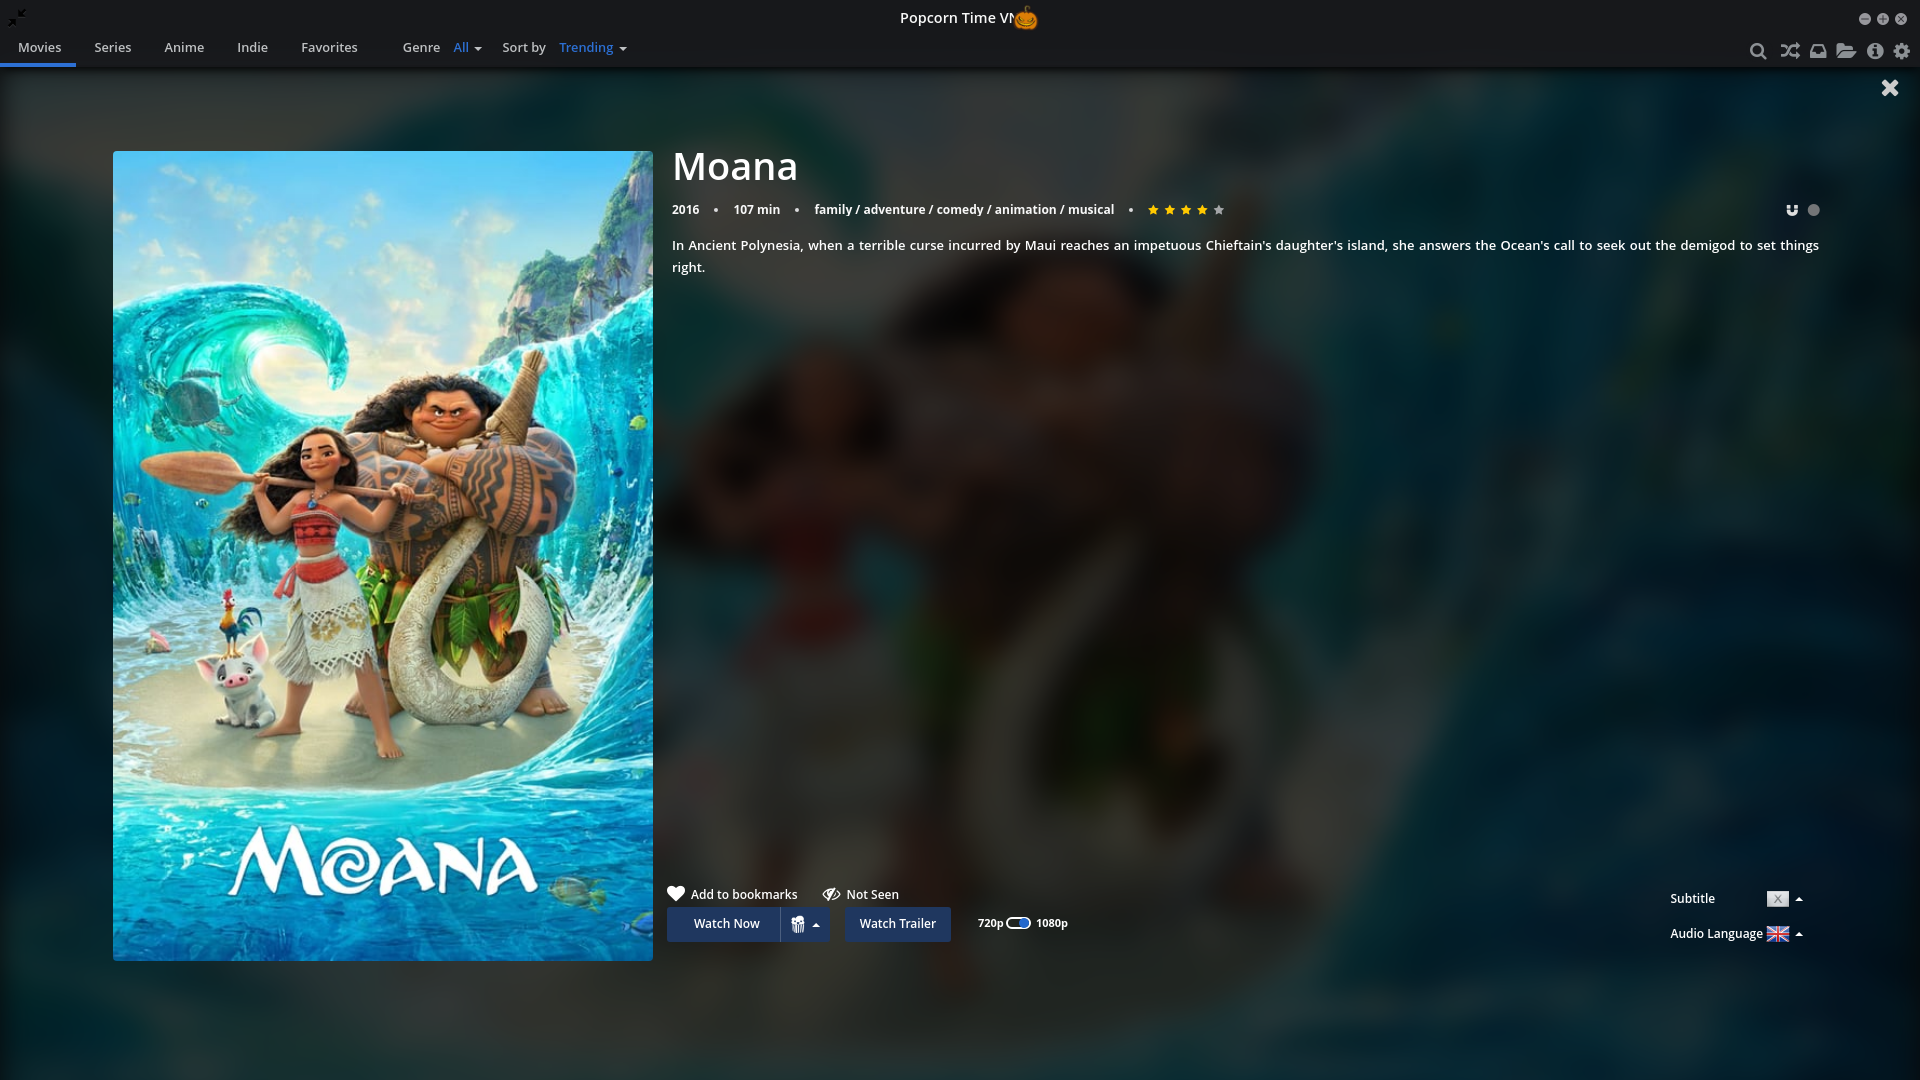 Popcorn Time VN
Movies Series Anime Indie Favorites Genre All Sort by Trending
Moana
2016 • 107 min • family / adventure / comedy / animation / musical •
In Ancient Polynesia, when a terrible curse incurred by Maui reaches an impetuous Chieftain's daughter's island, she answers the Ocean's call to seek out the demigod to set things
right.
MOANA
Add to bookmarks Not Seen
Subtitle X
Watch Now Watch Trailer 720p 1080p
Audio Language